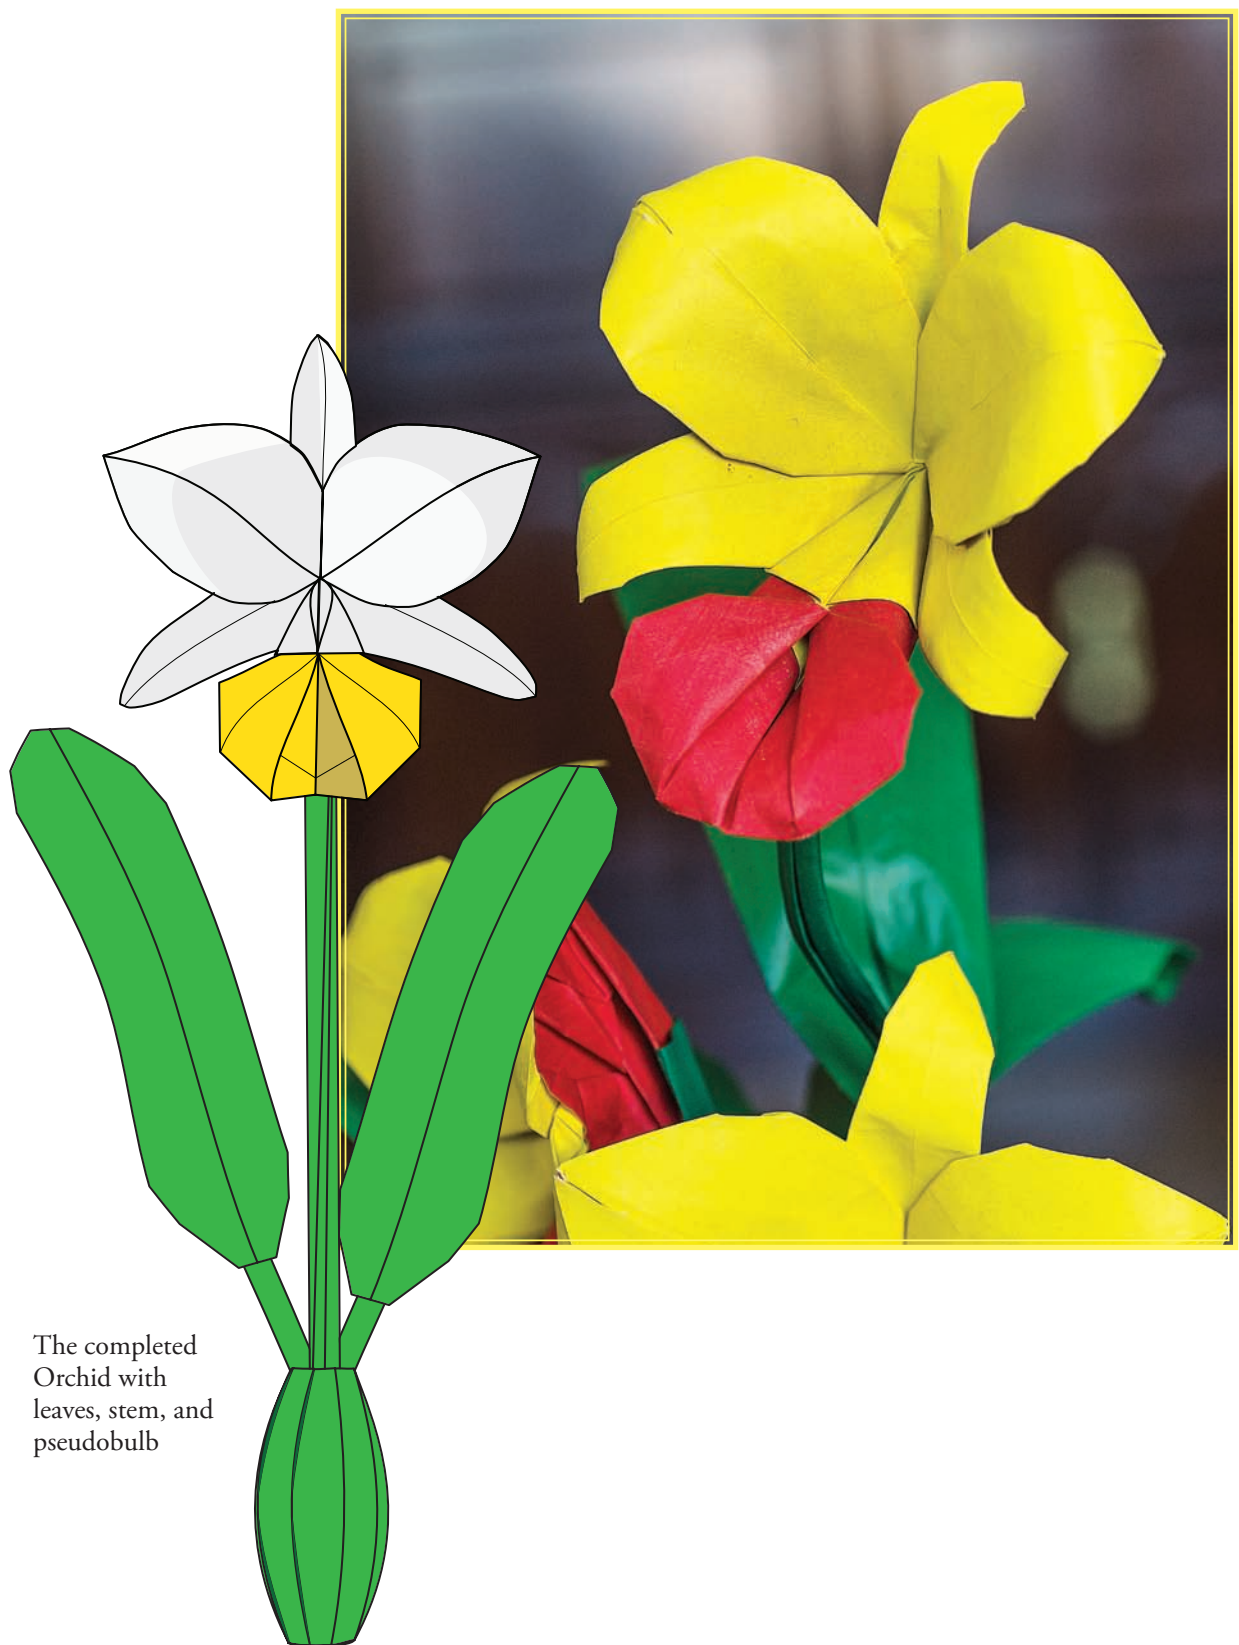 The completed
Orchid with
leaves, stem, and
pseudobulb